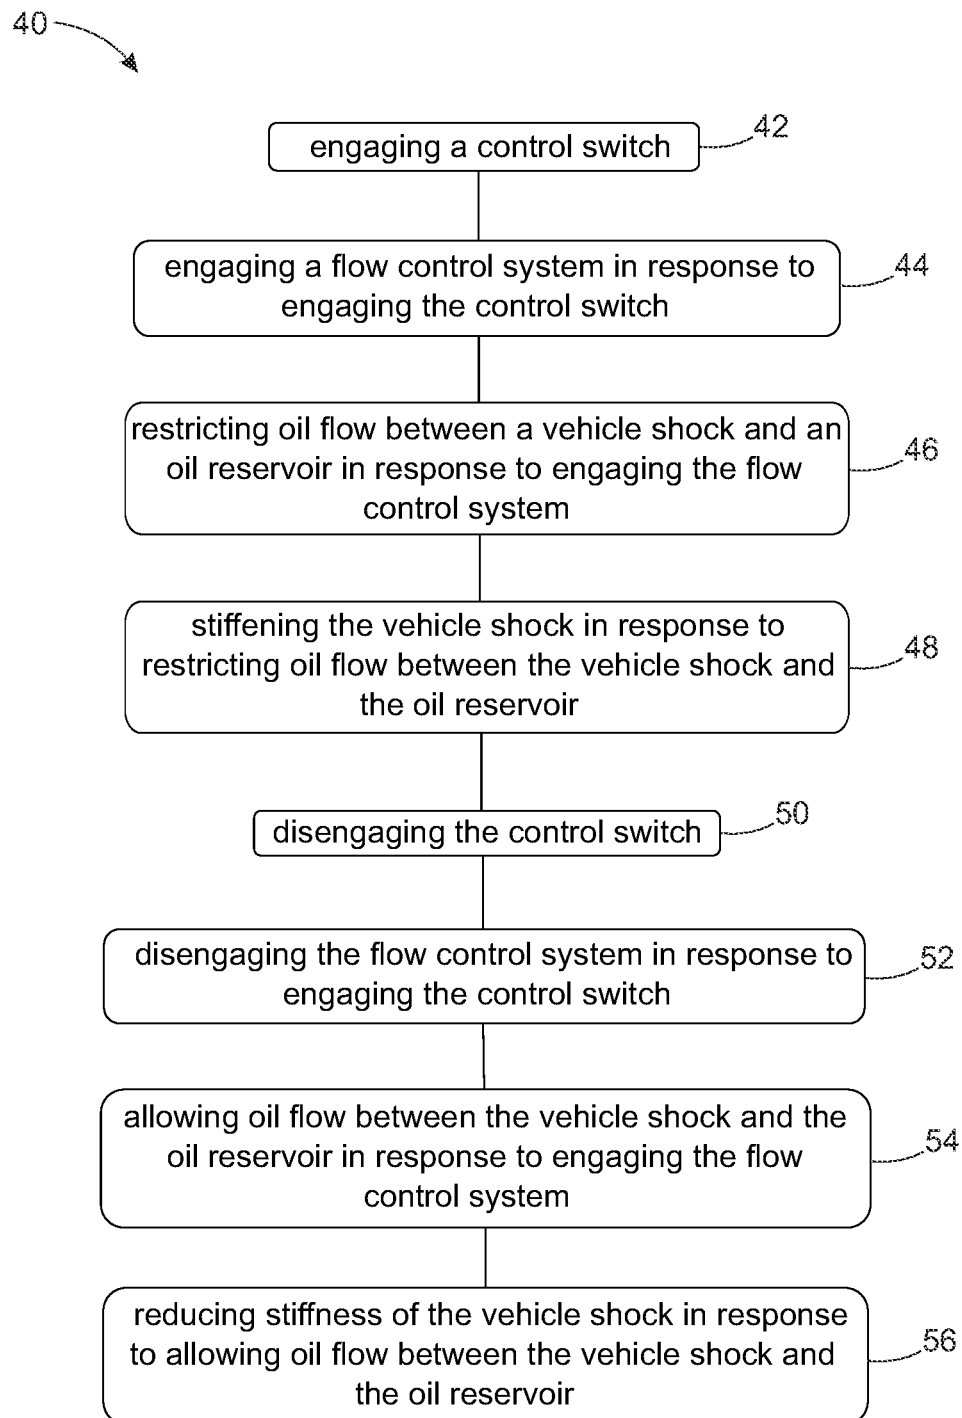 40
engaging a control switch
42
engaging a flow control system in response to
engaging the control switch
44
restricting oil flow between a vehicle shock and an
oil reservoir in response to engaging the flow
control system
46
stiffening the vehicle shock in response to
restricting oil flow between the vehicle shock and
the oil reservoir
48
disengaging the control switch
50
disengaging the flow control system in response to
engaging the control switch
52
allowing oil flow between the vehicle shock and the
oil reservoir in response to engaging the flow
control system
54
reducing stiffness of the vehicle shock in response
to allowing oil flow between the vehicle shock and
the oil reservoir
56